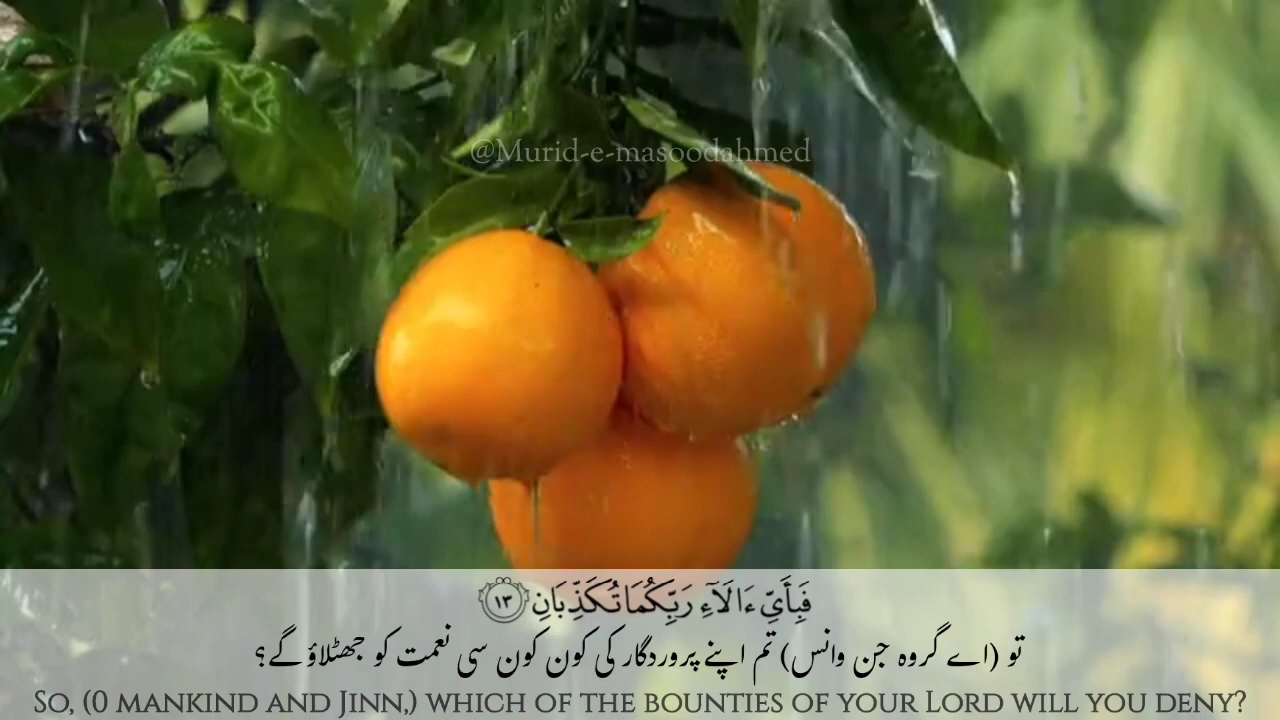 @Murid-e-masoodahmed
فَبِأَيِّ ءَالَآءِ رَبِّكُمَا تُكَذِّبَانِ ١٣
تو (اے گروہ جن وانس) تم اپنے پروردگار کی کون کون سی نعمت کو جھٹلاؤ گے؟
So, (0 mankind and Jinn,) which of the bounties of your Lord will you deny?